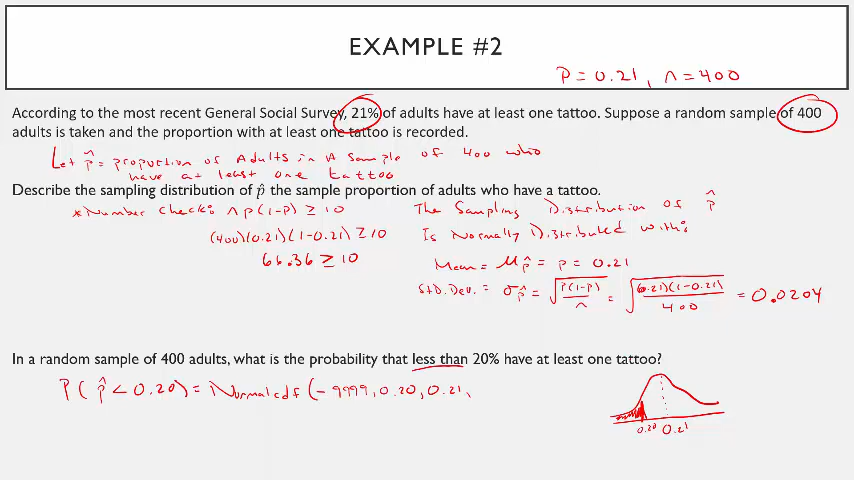 EXAMPLE #2
P = 0.21, n = 400
According to the most recent General Social Survey, 21% of adults have at least one tattoo. Suppose a random sample of 400
adults is taken and the proportion with at least one tattoo is recorded.
Let p̂ = proportion of Adults in A sample of 400 who
have at least one tattoo
Describe the sampling distribution of p̂ the sample proportion of adults who have a tattoo.
*Number check: np(1-p) ≥ 10
(400)(0.21)(1-0.21) ≥ 10
66.36 ≥ 10
The Sampling Distribution of p̂
Is Normally Distributed with:
Mean = μp̂ = p = 0.21
Std. Dev. = σp̂ = √(p(1-p)/n) = √((0.21)(1-0.21)/400) = 0.0204
In a random sample of 400 adults, what is the probability that less than 20% have at least one tattoo?
P(p̂ < 0.20) = Normalcdf(-9999, 0.20, 0.21,
0.20 0.21